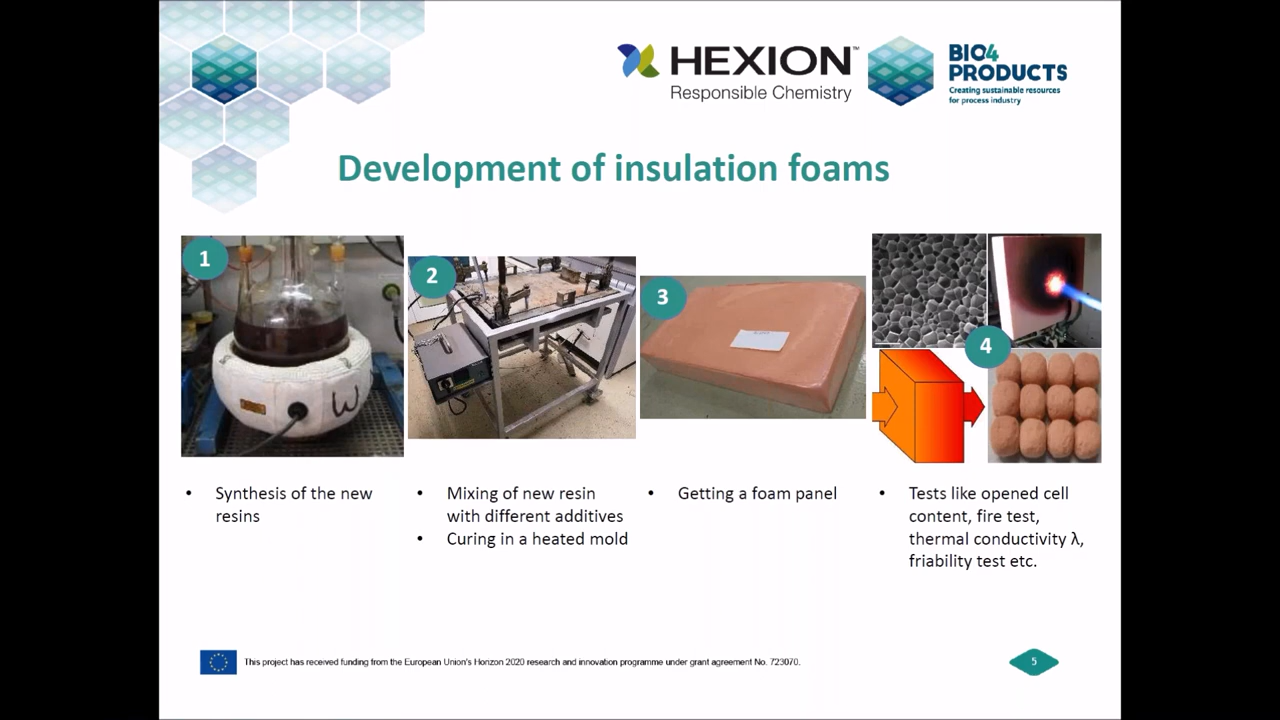 HEXION™
Responsible Chemistry
BIO4
PRODUCTS
Creating sustainable resources
for process industry
Development of insulation foams
1
2
3
4
W
• Synthesis of the new
resins
• Mixing of new resin
with different additives
• Curing in a heated mold
• Getting a foam panel
• Tests like opened cell
content, fire test,
thermal conductivity λ,
friability test etc.
This project has received funding from the European Union's Horizon 2020 research and innovation programme under grant agreement No. 723070.
5